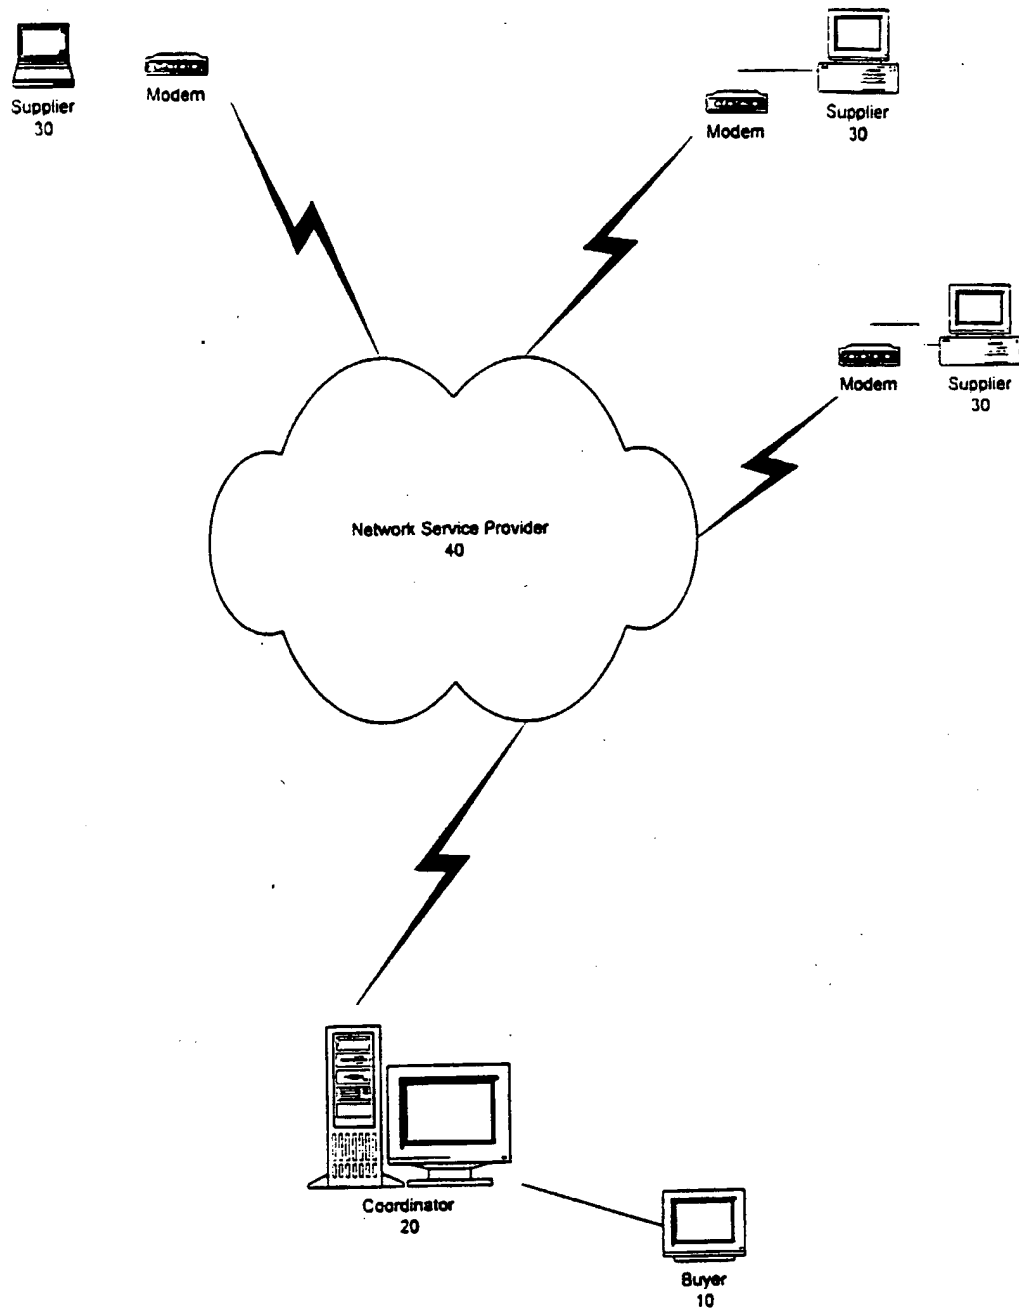 Supplier
30
Modem
Modem
Supplier
30
Modem
Supplier
30
Network Service Provider
40
Coordinator
20
Buyer
10